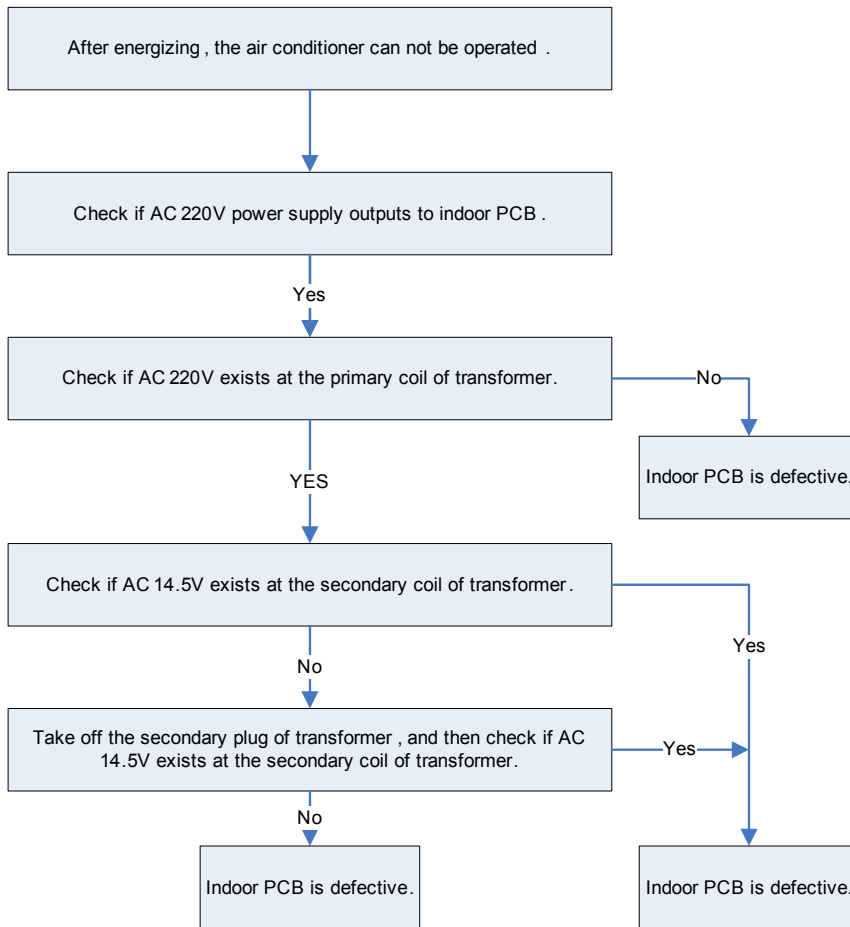 After energizing , the air conditioner can not be operated .
Check if AC 220V power supply outputs to indoor PCB .
Yes
Check if AC 220V exists at the primary coil of transformer.
No
Indoor PCB is defective.
YES
Check if AC 14.5V exists at the secondary coil of transformer.
Yes
No
Take off the secondary plug of transformer , and then check if AC
14.5V exists at the secondary coil of transformer.
Yes
No
Indoor PCB is defective.
Indoor PCB is defective.